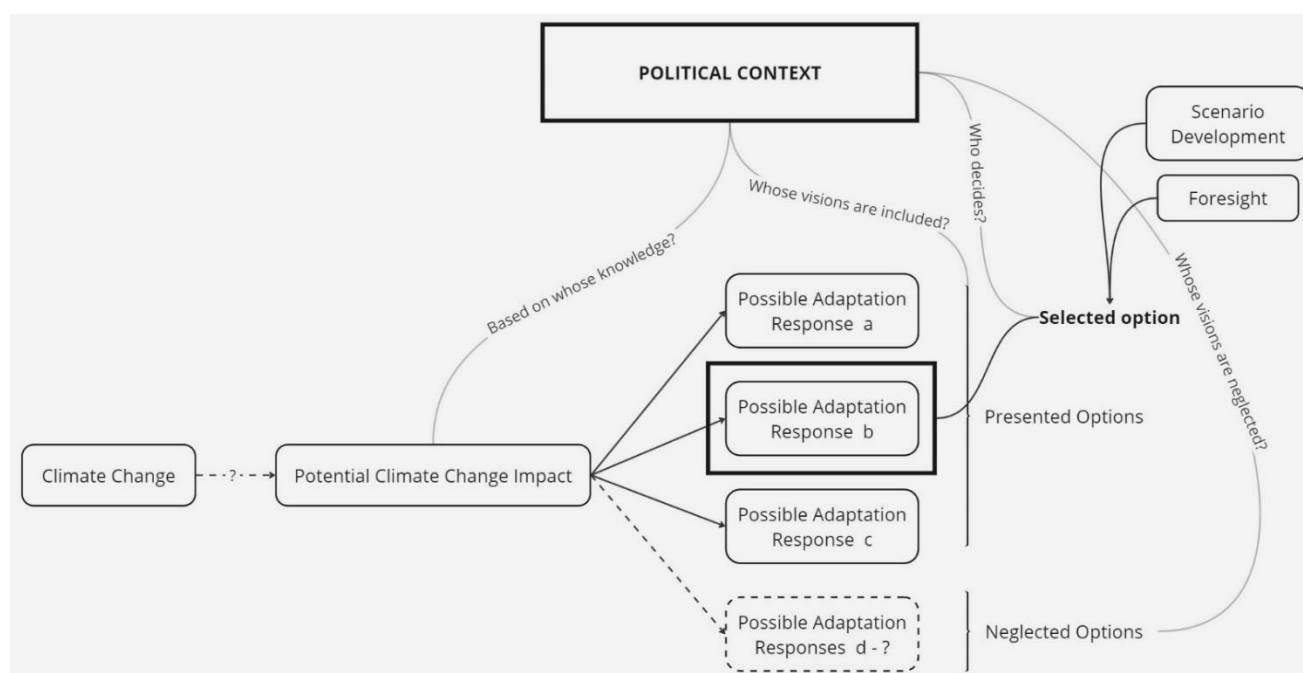 POLITICAL CONTEXT
Scenario
Development
Foresight
Who decides?
Whose visions are included?
Based on whose knowledge?
Whose visions are neglected?
Possible Adaptation
Response a
Selected option
Possible Adaptation
Response b
Presented Options
Climate Change
?
Potential Climate Change Impact
Possible Adaptation
Response c
Possible Adaptation
Responses d - ?
Neglected Options